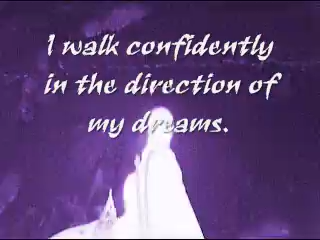 I walk confidently
in the direction of
my dreams.